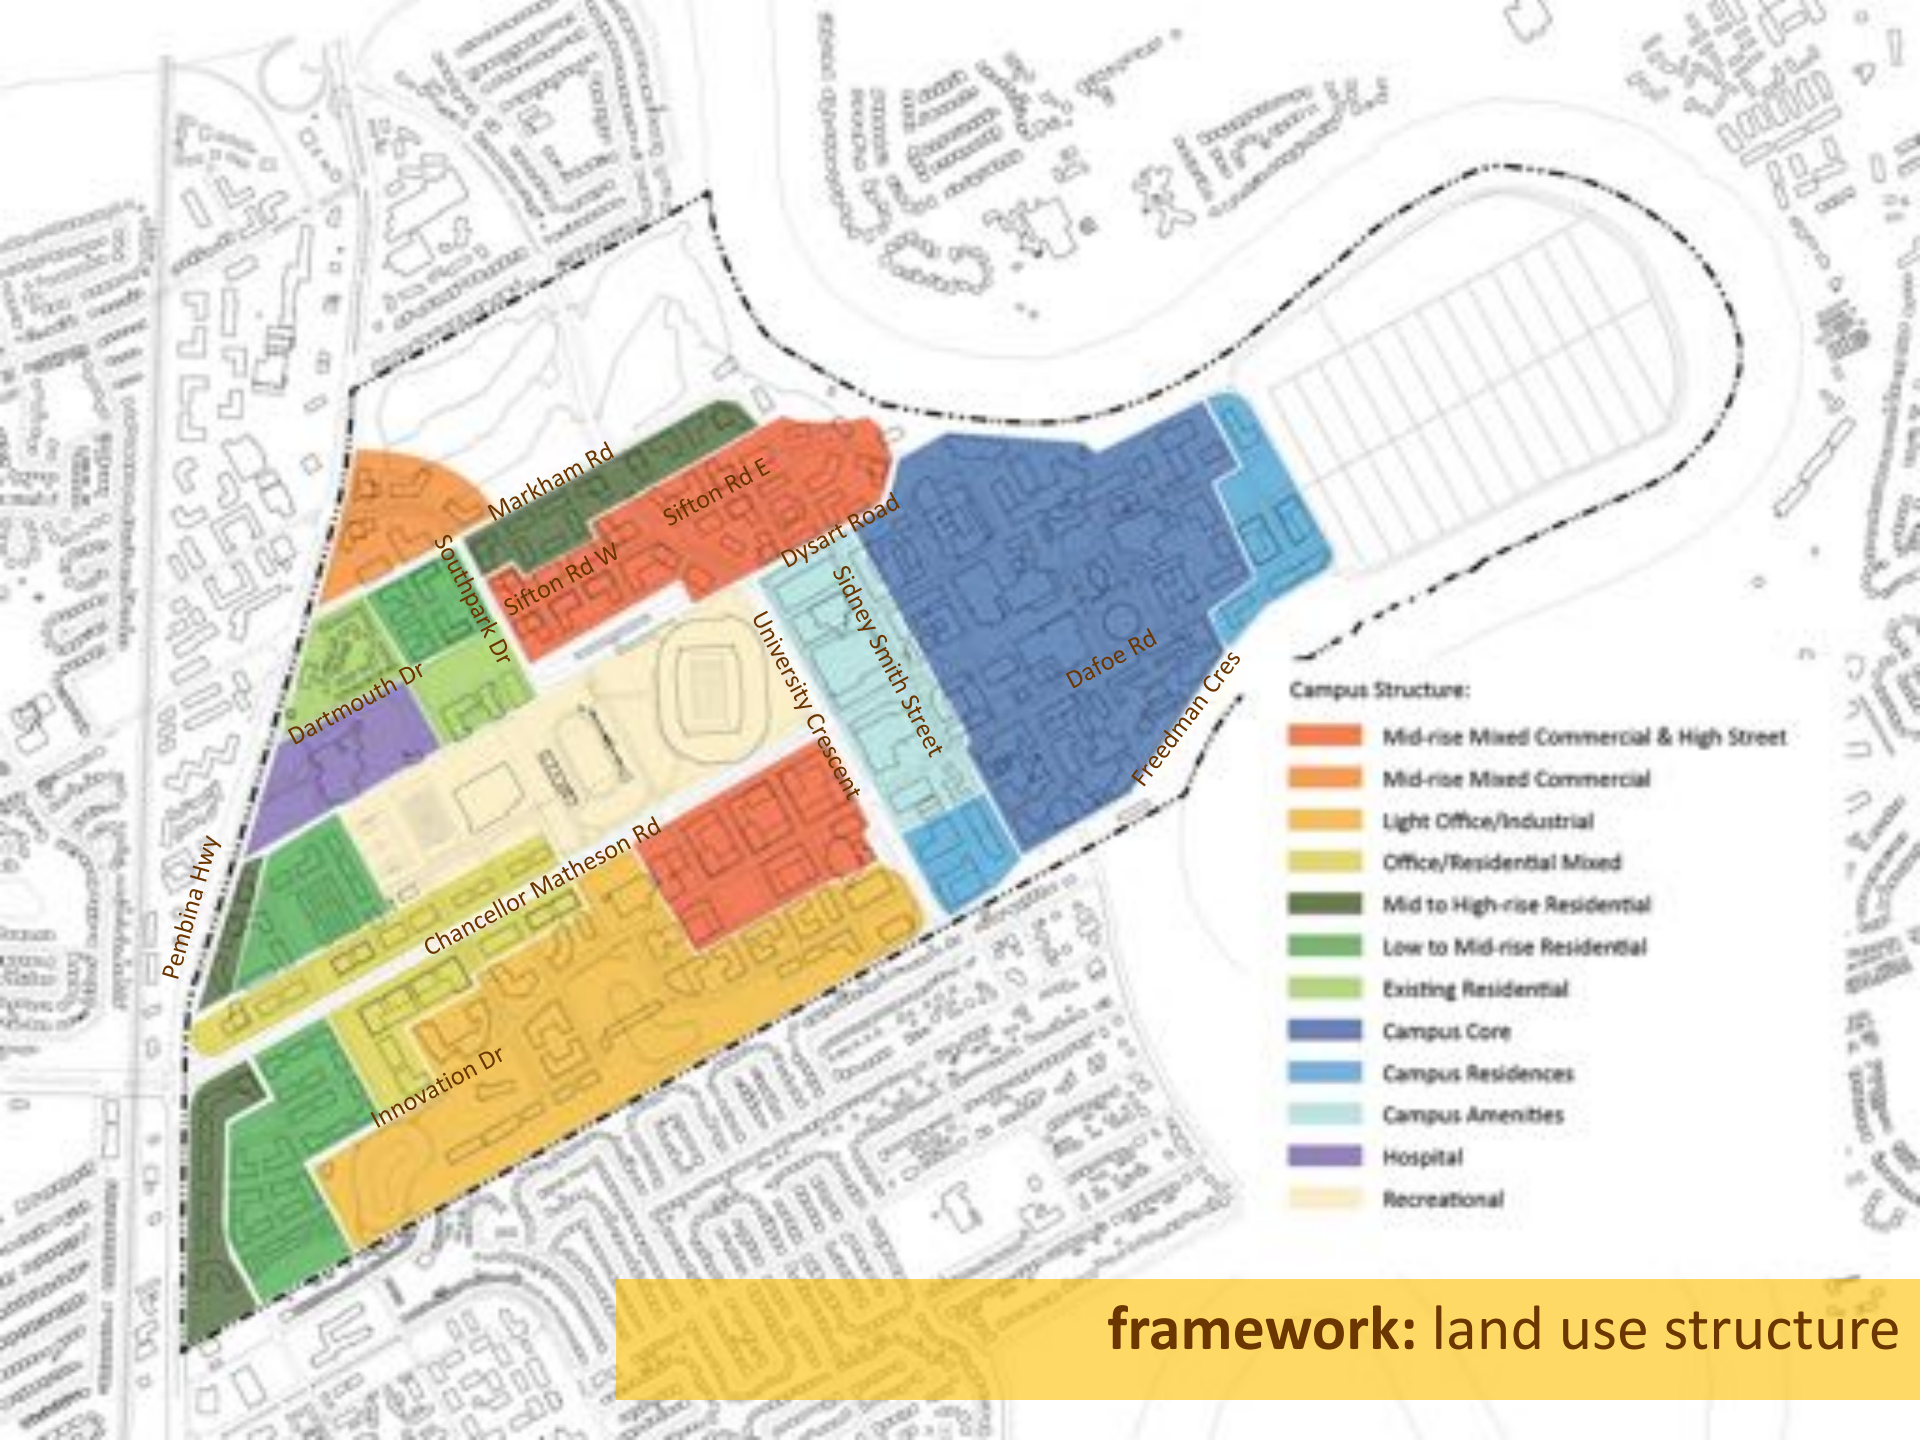 Markham Rd
Sifton Rd E
Dysart Road
Sifton Rd W
Southpark Dr
Sidney Smith Street
University Crescent
Dartmouth Dr
Dafoe Rd
Freedman Cres
Pembina Hwy
Chancellor Matheson Rd
Innovation Dr
Campus Structure:
Mid-rise Mixed Commercial & High Street
Mid-rise Mixed Commercial
Light Office/Industrial
Office/Residential Mixed
Mid to High-rise Residential
Low to Mid-rise Residential
Existing Residential
Campus Core
Campus Residences
Campus Amenities
Hospital
Recreational
framework: land use structure